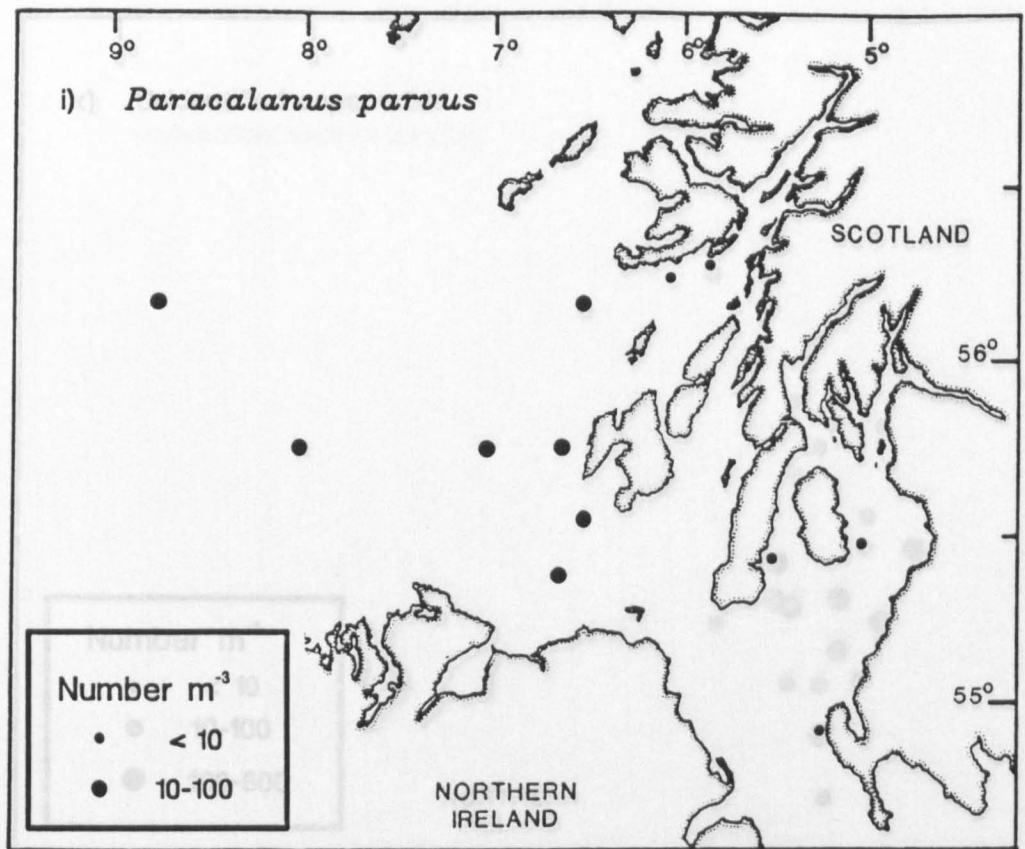 9° 8° 7° 6° 5°
i) Paracalanus parvus
SCOTLAND
56°
55°
Number m⁻³
< 10
10-100
NORTHERN
IRELAND